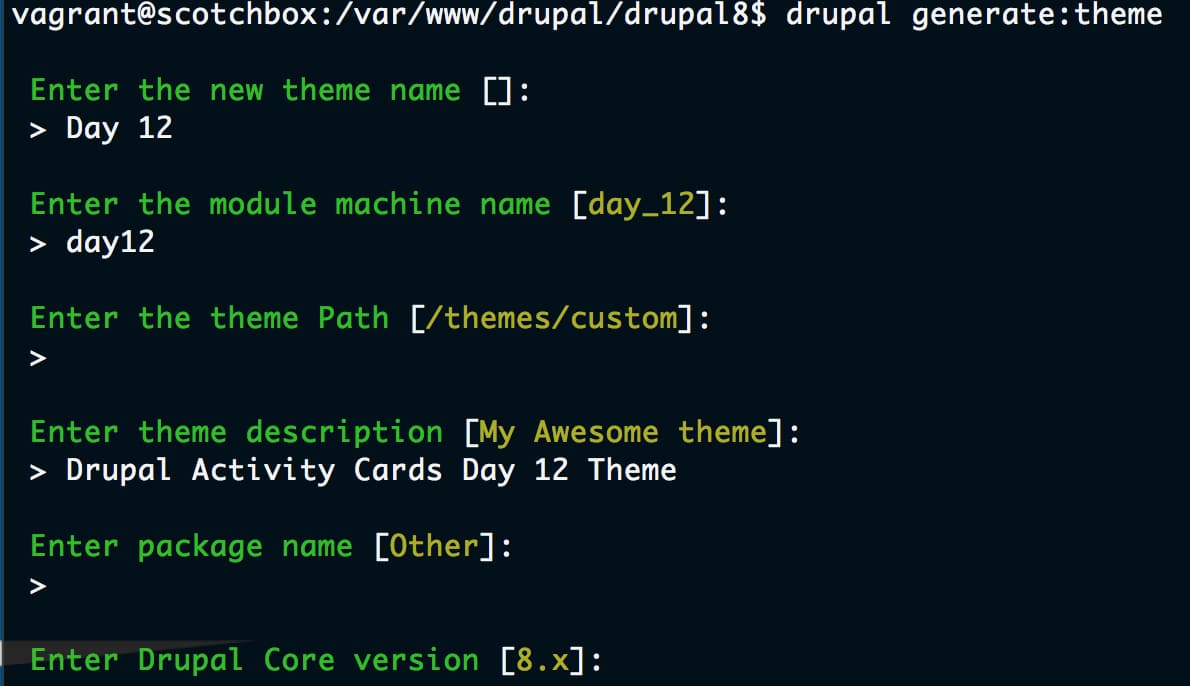 vagrant@scotchbox:/var/www/drupal/drupal8$ drupal generate:theme
Enter the new theme name []:
> Day 12
Enter the module machine name [day_12]:
> day12
Enter the theme Path [/themes/custom]:
>
Enter theme description [My Awesome theme]:
> Drupal Activity Cards Day 12 Theme
Enter package name [Other]:
>
Enter Drupal Core version [8.x]: